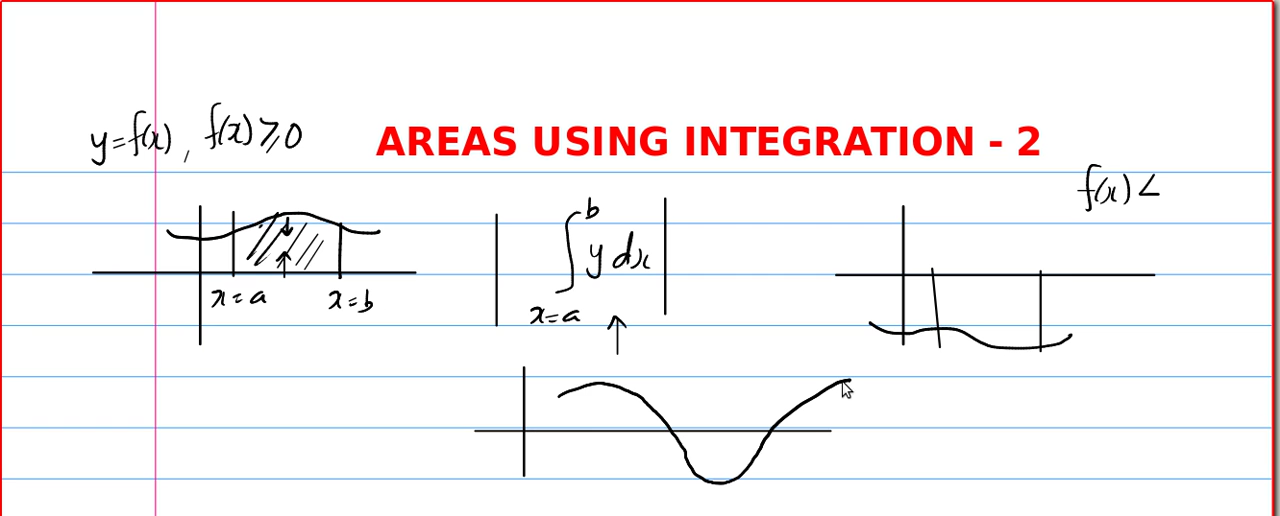 y=f(x), f(x)≥0
AREAS USING INTEGRATION - 2
f(x)<
b
| ∫ y dx |
x=a
x=a x=b